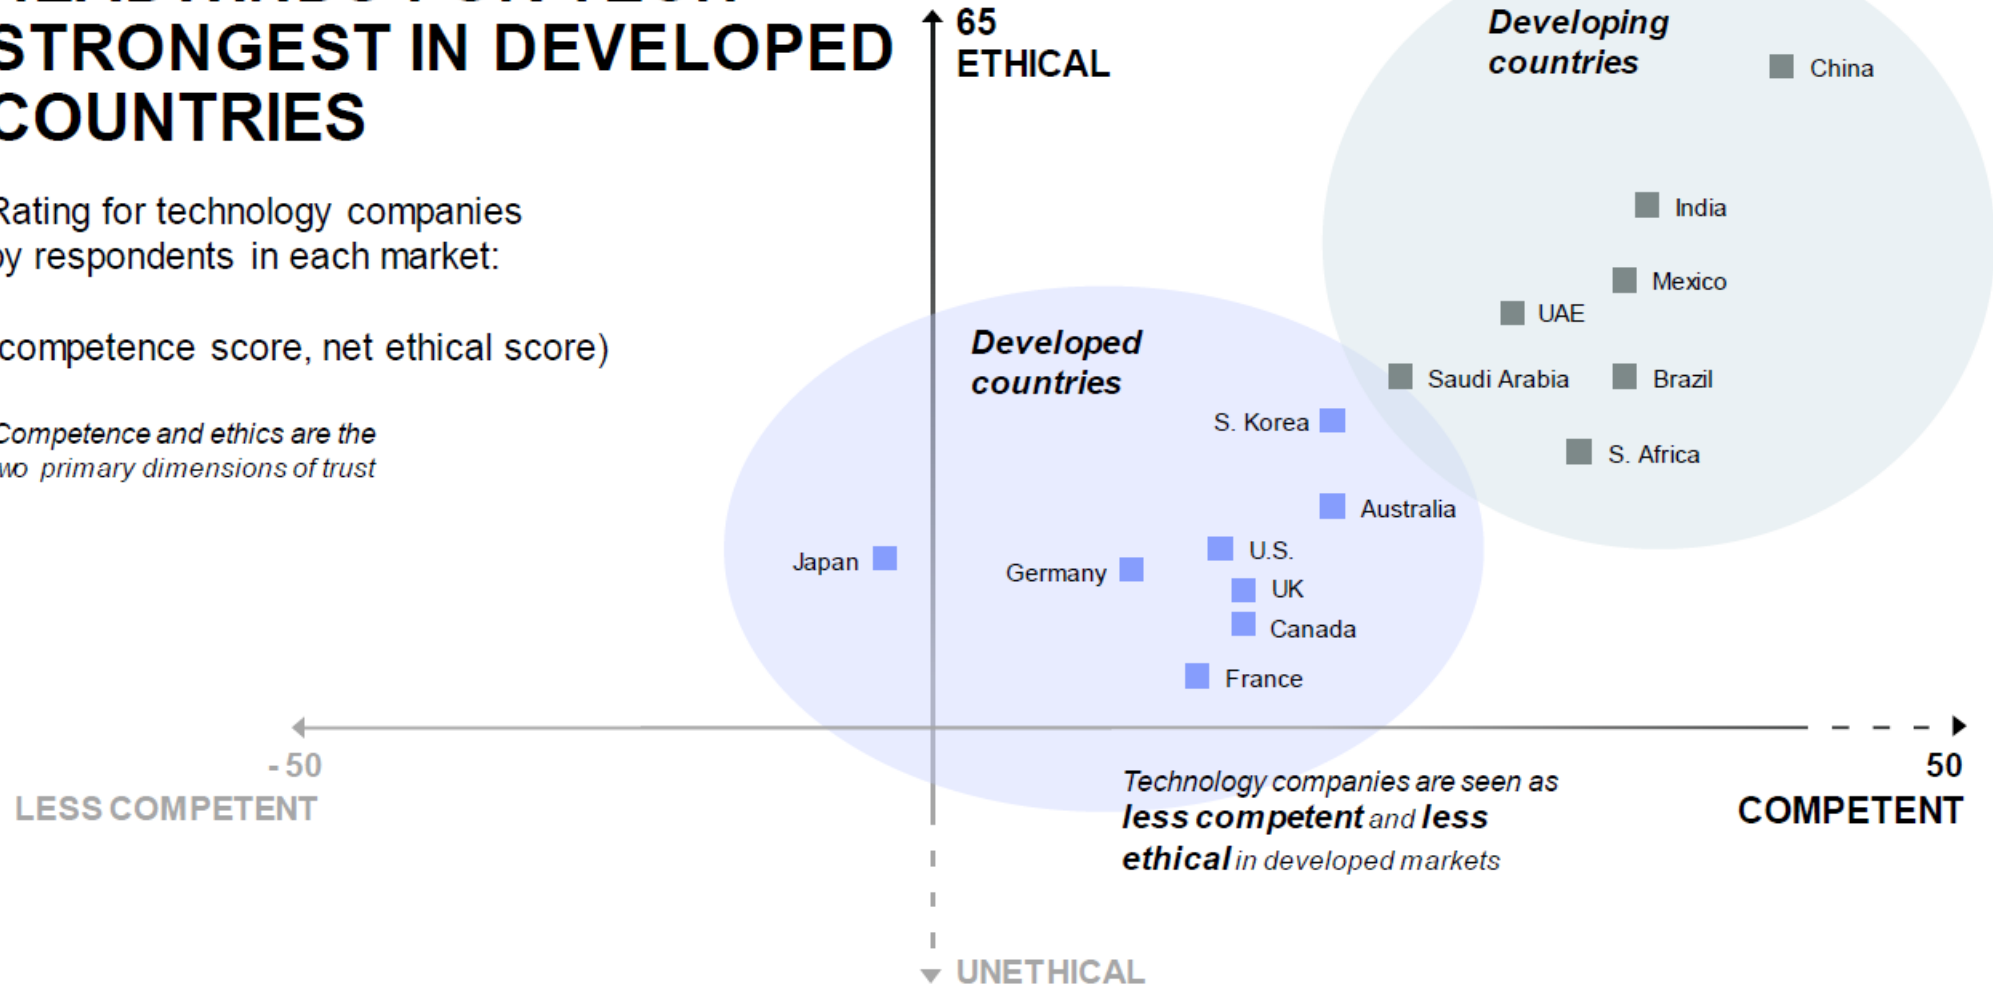 STRONGEST IN DEVELOPED
COUNTRIES
Rating for technology companies
by respondents in each market:
competence score, net ethical score)
Competence and ethics are the
wo primary dimensions of trust
65
ETHICAL
Developing
countries
China
India
Mexico
UAE
Saudi Arabia
Brazil
S. Africa
Developed
countries
S. Korea
Australia
Japan
Germany
U.S.
UK
Canada
France
- 50
LESS COMPETENT
50
COMPETENT
Technology companies are seen as
less competent and less
ethical in developed markets
UNETHICAL